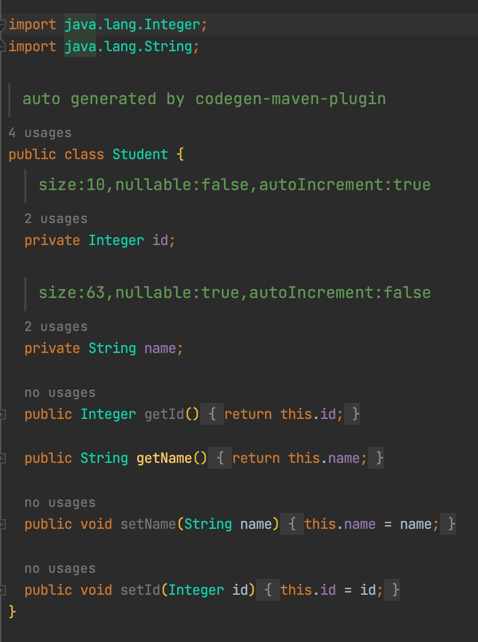 import java.lang.Integer;
import java.lang.String;
auto generated by codegen-maven-plugin
4 usages
public class Student {
size:10,nullable:false,autoIncrement:true
2 usages
private Integer id;
size:63,nullable:true,autoIncrement:false
2 usages
private String name;
no usages
public Integer getId() { return this.id; }
public String getName() { return this.name; }
no usages
public void setName(String name) { this.name = name; }
no usages
public void setId(Integer id) { this.id = id; }
}